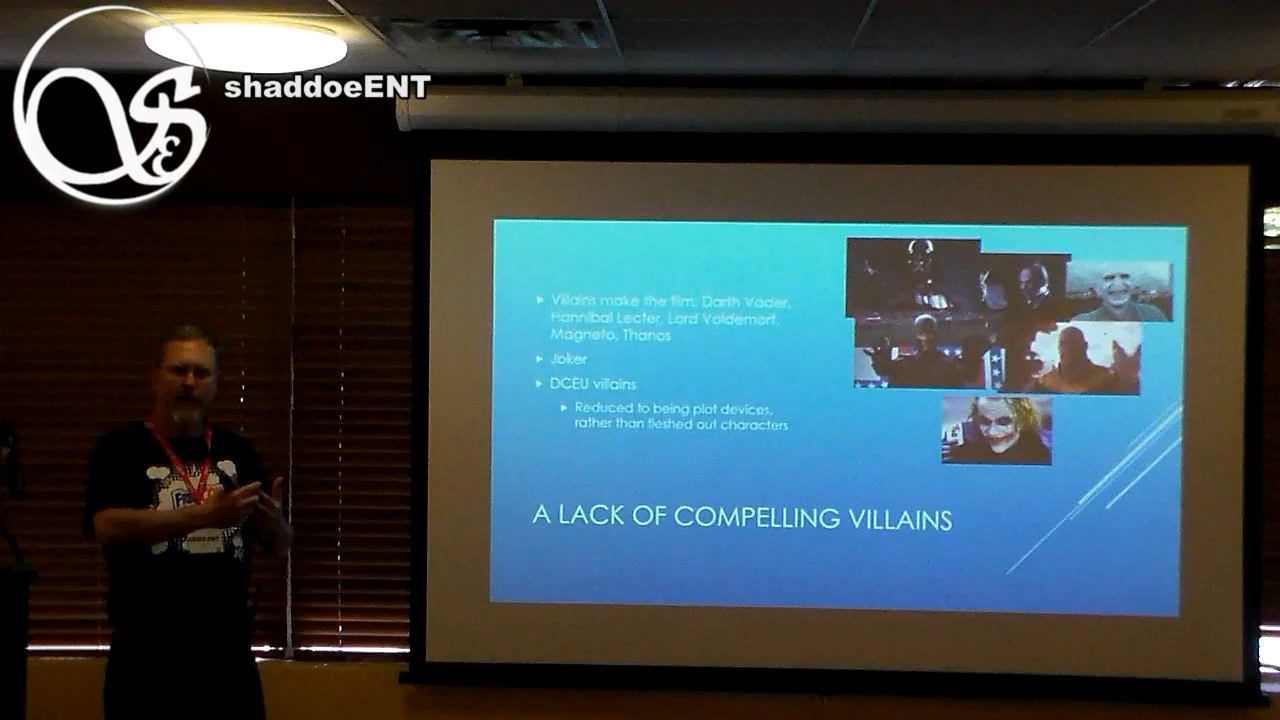 shaddoeENT
Villains make the film: Darth Vader,
Hannibal Lecter, Lord Voldemort,
Magneto, Thanos
Joker
DCEU villains
Reduced to being plot devices,
rather than fleshed out characters
A LACK OF COMPELLING VILLAINS